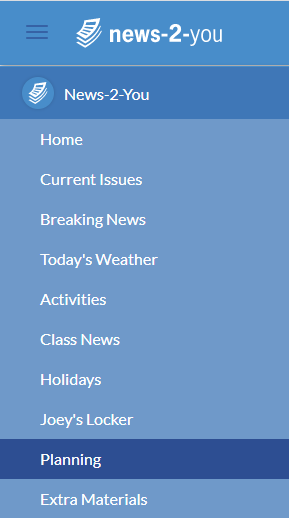 news-2-you
News-2-You
Home
Current Issues
Breaking News
Today's Weather
Activities
Class News
Holidays
Joey's Locker
Planning
Extra Materials